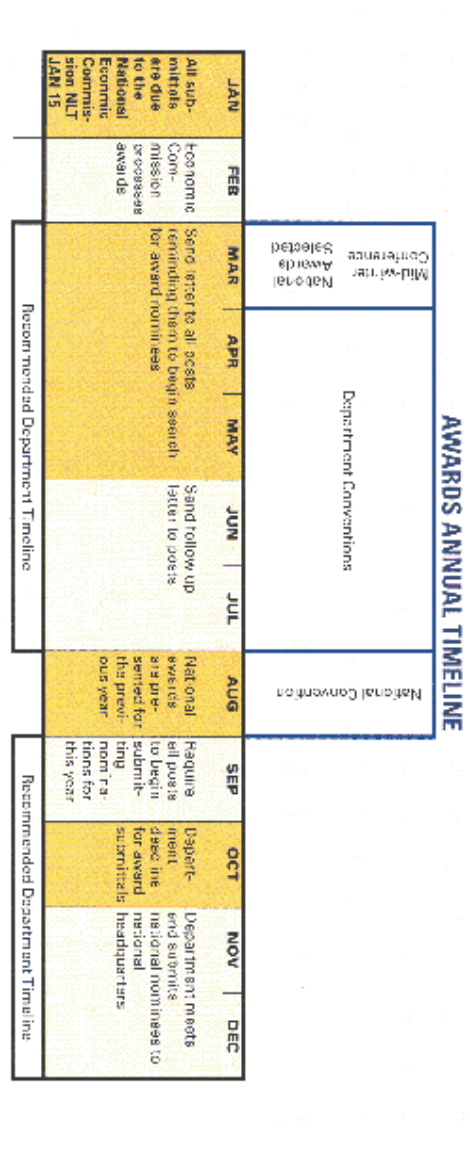 AWARDS ANNUAL TIMELINE
Mid-winter
Conference
National
Awards
Selected
Department Conventions
National Convention
JAN
FEB
MAR
APR
MAY
JUN
JUL
AUG
SEP
OCT
NOV
DEC
All sub-
mittals
are due
to the
National
Econmic
Commis-
sion NLT
JAN 15
Economic
Com-
mission
processes
awards
Send letter to all posts
reminding them to begin search
for award nominees
Send follow up
letter to posts
National
awards
are pre-
sented for
the previ-
ous year
Require
all posts
to begin
submit-
ting
nomina-
tions for
this year
Depart-
ment
deadline
for award
submittals
Department meets
and submits
national nominees to
national
headquarters
Recommended Department Timeline
Recommended Department Timeline